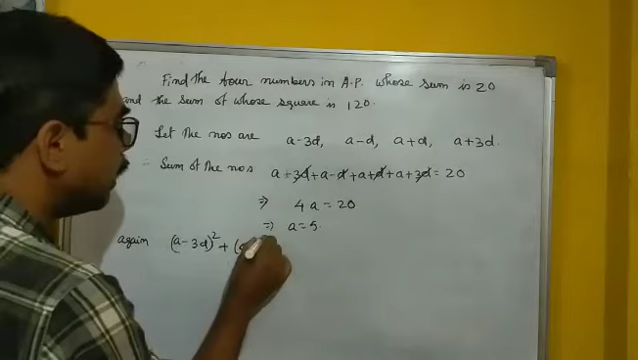 Find the four numbers in A.P. whose sum is 20
and the sum of whose square is 120.
Let the nos are a-3d, a-d, a+d, a+3d.
∴ Sum of the nos a-3d+a-d+a+d+a+3d=20
⇒ 4a=20
⇒ a=5.
again (a-3d)²+(a